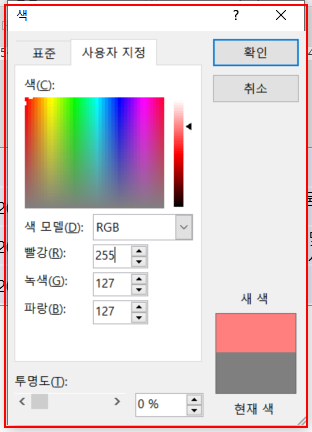 색
?
표준
사용자 지정
확인
취소
색(C):
색 모델(D):
RGB
빨강(R):
255
녹색(G):
127
파랑(B):
127
새 색
투명도(T):
0 %
현재 색